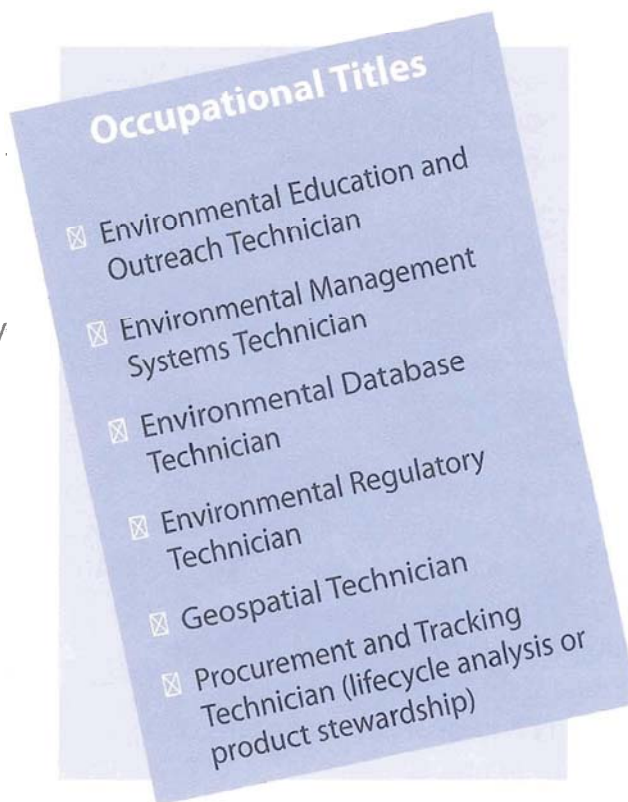 Occupational Titles
☒ Environmental Education and
Outreach Technician
☒ Environmental Management
Systems Technician
☒ Environmental Database
Technician
☒ Environmental Regulatory
Technician
☒ Geospatial Technician
☒ Procurement and Tracking
Technician (lifecycle analysis or
product stewardship)